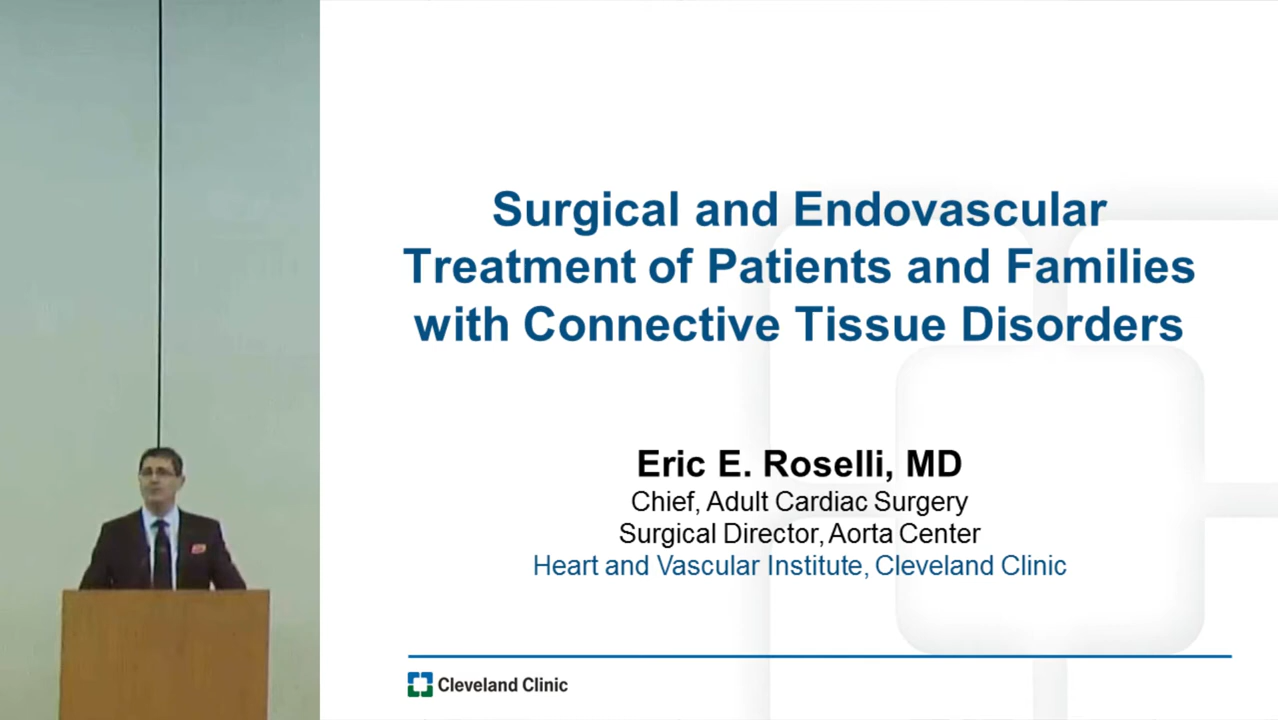 Surgical and Endovascular
Treatment of Patients and Families
with Connective Tissue Disorders
Eric E. Roselli, MD
Chief, Adult Cardiac Surgery
Surgical Director, Aorta Center
Heart and Vascular Institute, Cleveland Clinic
Cleveland Clinic